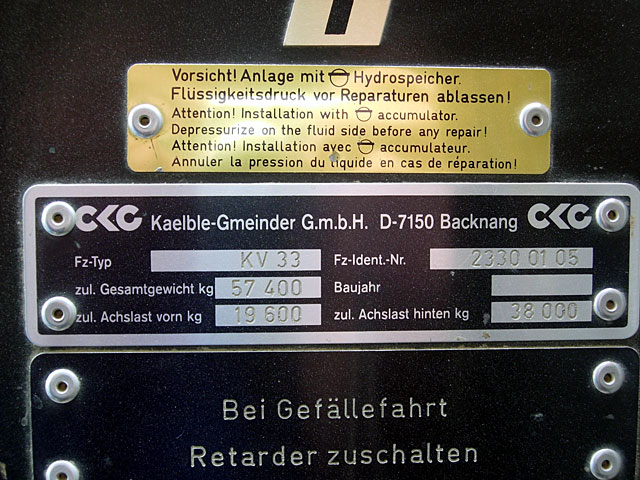 Vorsicht! Anlage mit Hydrospeicher.
Flüssigkeitsdruck vor Reparaturen ablassen!
Attention! Installation with accumulator.
Depressurize on the fluid side before any repair!
Attention! Installation avec accumulateur.
Annuler la pression du liquide en cas de réparation!
CKG Kaelble-Gmeinder G.m.b.H. D-7150 Backnang CKG
Fz-Typ KV 33 Fz-Ident.-Nr. 2330 01 05
zul. Gesamtgewicht kg 57 400 Baujahr
zul. Achslast vorn kg 19 600 zul. Achslast hinten kg 38 000
Bei Gefällefahrt
Retarder zuschalten